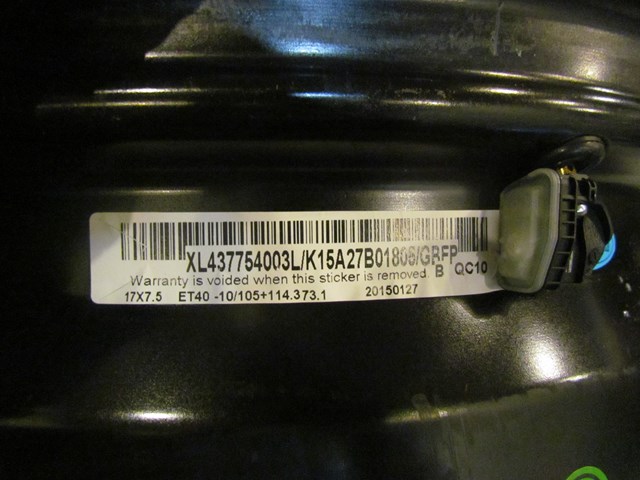 XL437754003L/K15A27B01806/GRFP
Warranty is voided when this sticker is removed. B QC10
17X7.5 ET40 -10/105+114.373.1 20150127